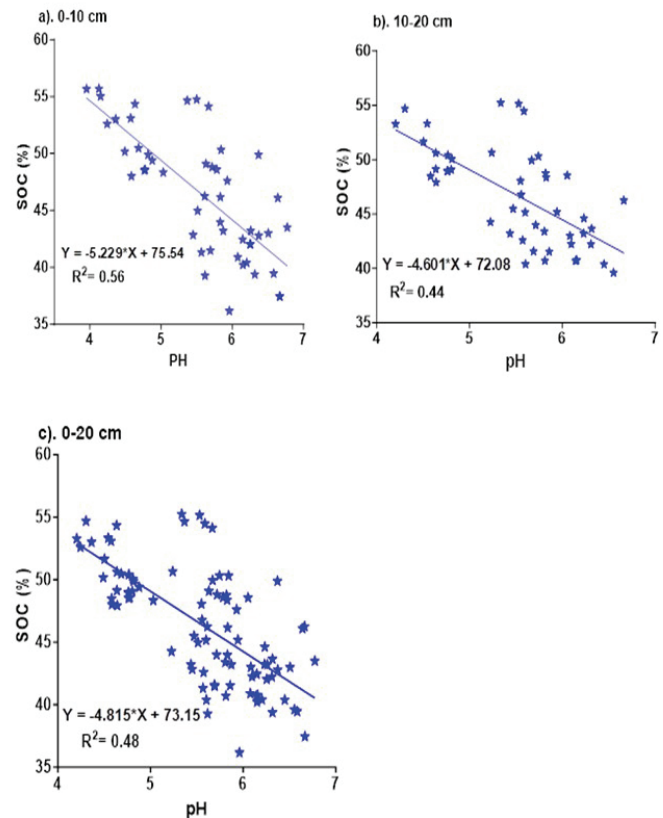 a). 0-10 cm
60
55
50
45
40
35
SOC (%)
Y = -5.229*X + 75.54
R²= 0.56
4 5 6 7
PH
b). 10-20 cm
60
55
50
45
40
35
SOC (%)
Y = -4.601*X + 72.08
R²= 0.44
4 5 6 7
pH
c). 0-20 cm
60
55
50
45
40
35
SOC (%)
Y = -4.815*X + 73.15
R²= 0.48
4 5 6 7
pH